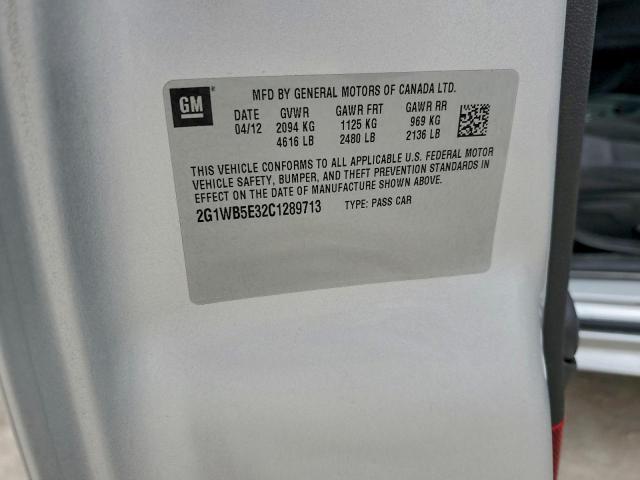 GM
MFD BY GENERAL MOTORS OF CANADA LTD.
DATE GVWR GAWR FRT GAWR RR
04/12 2094 KG 1125 KG 969 KG
4616 LB 2480 LB 2136 LB
THIS VEHICLE CONFORMS TO ALL APPLICABLE U.S. FEDERAL MOTOR
VEHICLE SAFETY, BUMPER, AND THEFT PREVENTION STANDARDS IN
EFFECT ON THE DATE OF MANUFACTURE SHOWN ABOVE.
2G1WB5E32C1289713 TYPE: PASS CAR